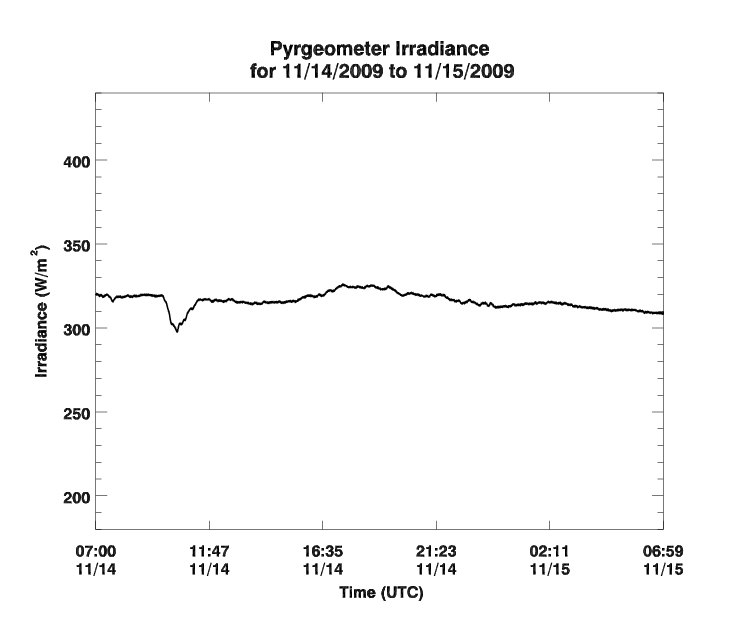 Pyrgeometer Irradiance
for 11/14/2009 to 11/15/2009
Irradiance (W/m²)
400
350
300
250
200
07:00 11:47 16:35 21:23 02:11 06:59
11/14 11/14 11/14 11/14 11/15 11/15
Time (UTC)